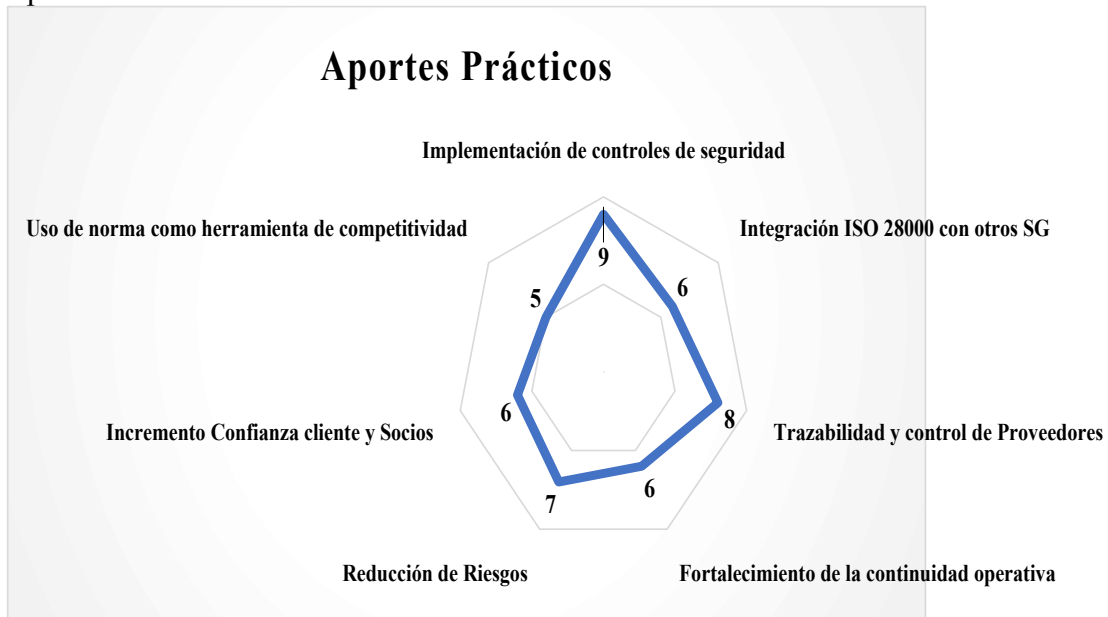 Aportes Prácticos
Implementación de controles de seguridad
Uso de norma como herramienta de competitividad
Integración ISO 28000 con otros SG
9
6
5
8
6
6
7
Incremento Confianza cliente y Socios
Trazabilidad y control de Proveedores
Reducción de Riesgos
Fortalecimiento de la continuidad operativa